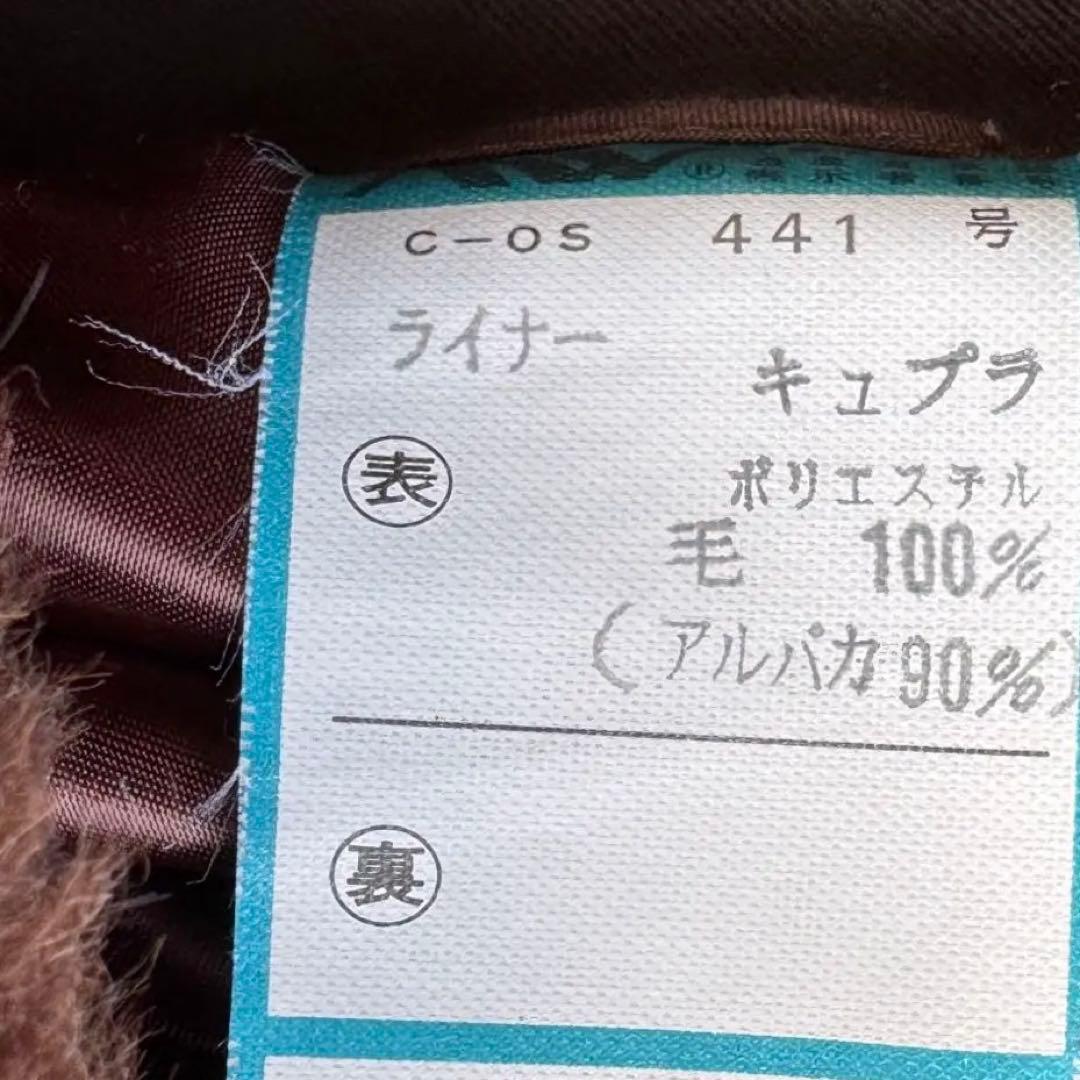 C-OS 441 号
ライナー
キュプラ
表
ポリエステル
毛 100%
(アルパカ 90%)
裏